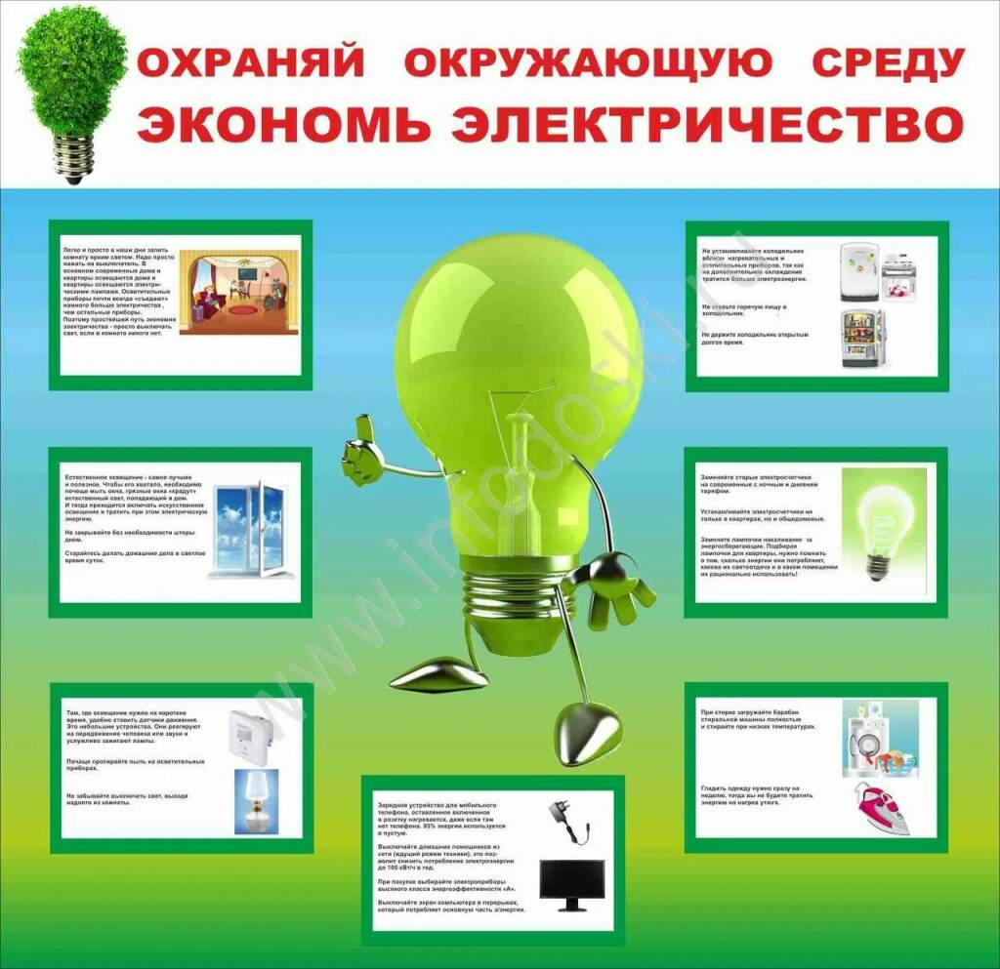 ОХРАНЯЙ ОКРУЖАЮЩУЮ СРЕДУ
ЭКОНОМЬ ЭЛЕКТРИЧЕСТВО
Легко и просто в наши дни залить
комнату ярким светом. Надо просто
нажать на выключатель. В
основном современные дома и
квартиры освещаются дома и
квартиры освещаются электри-
ческими лампами. Осветительные
приборы почти всегда «съедают»
намного больше электричества ,
чем остальные приборы.
Поэтому простейший путь экономии
электричества - просто выключать
свет, если в комнате никого нет.
Естественное освещение - самое лучшее
и полезное. Чтобы его хватало, необходимо
почаще мыть окна, грязные окна «крадут»
естественный свет, попадающий в дом.
И тогда приходится включать искусственное
освещение и тратить при этом электрическую
энергию.
Не закрывайте без необходимости шторы
днем.
Старайтесь делать домашние дела в светлое
время суток.
Там, где освещение нужно на короткое
время, удобно ставить датчики движения.
Это небольшие устройства. Они реагируют
на передвижение человека или звуки и
услужливо зажигают лампы.
Почаще протирайте пыль на осветительных
приборах.
Не забывайте выключать свет, выходя
надолго из комнаты.
Зарядное устройство для мобильного
телефона, оставленное включенное
в розетку нагревается, даже если там
нет телефона. 95% энергии используется
в пустую.
Выключайте домашних помощников из
сети (ждущий режим техники), это поз-
волит снизить потребление электроэнергии
до 100 кВт/ч в год.
При покупке выбирайте электроприборы
высокого класса энергоэффективности «А».
Выключайте экран компьютера в перерывах,
который потребляет основную часть э/энергии.
Не устанавливайте холодильник
вблизи нагревательных и
отопительных приборов, так как
на дополнительное охлаждение
тратится больше электроэнергии.
Не ставьте горячую пищу в
холодильник.
Не держите холодильник открытым
долгое время.
Заменяйте старые электросчетчики
на современные с ночным и дневним
тарифом.
Устанавливайте электросчетчики не
только в квартирах, но и общедомовые.
Замените лампочки накаливание на
энергосберегающие. Подбирая
лампочки для квартиры, нужно помнить
о том, сколько энергии они потребляют,
какова их светоотдача и в каком помещении
их рационально использовать!
При стирке загружайте барабан
стиральной машины полностью
и стирайте при низких температурах.
Гладить одежду нужно сразу на
неделю, тогда вы не будите тратить
энергию на нагрев утюга.
www.infodoski.ru